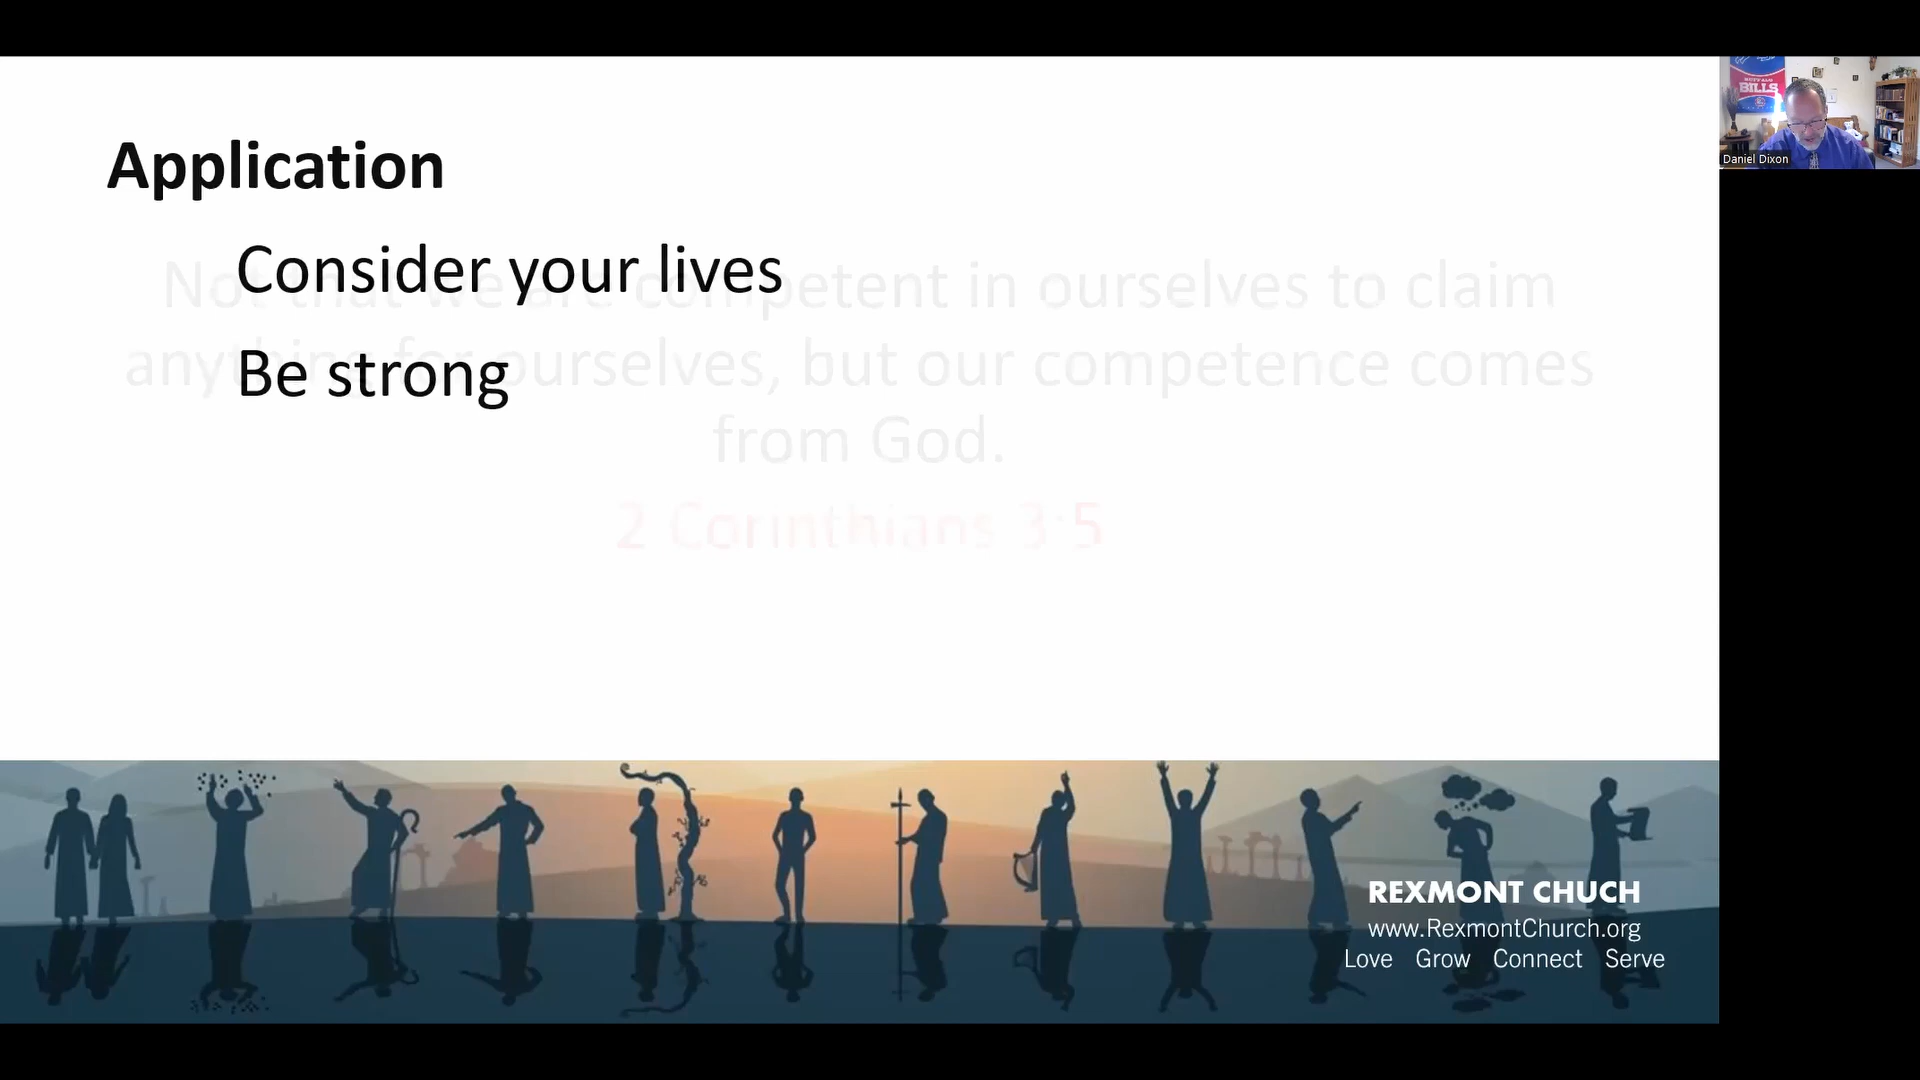 Application
Consider your lives
Be strong
Not that we are competent in ourselves to claim
anything for ourselves, but our competence comes
from God.
2 Corinthians 3:5
REXMONT CHUCH
www.RexmontChurch.org
Love Grow Connect Serve
BUFFALO
BILLS
Daniel Dixon